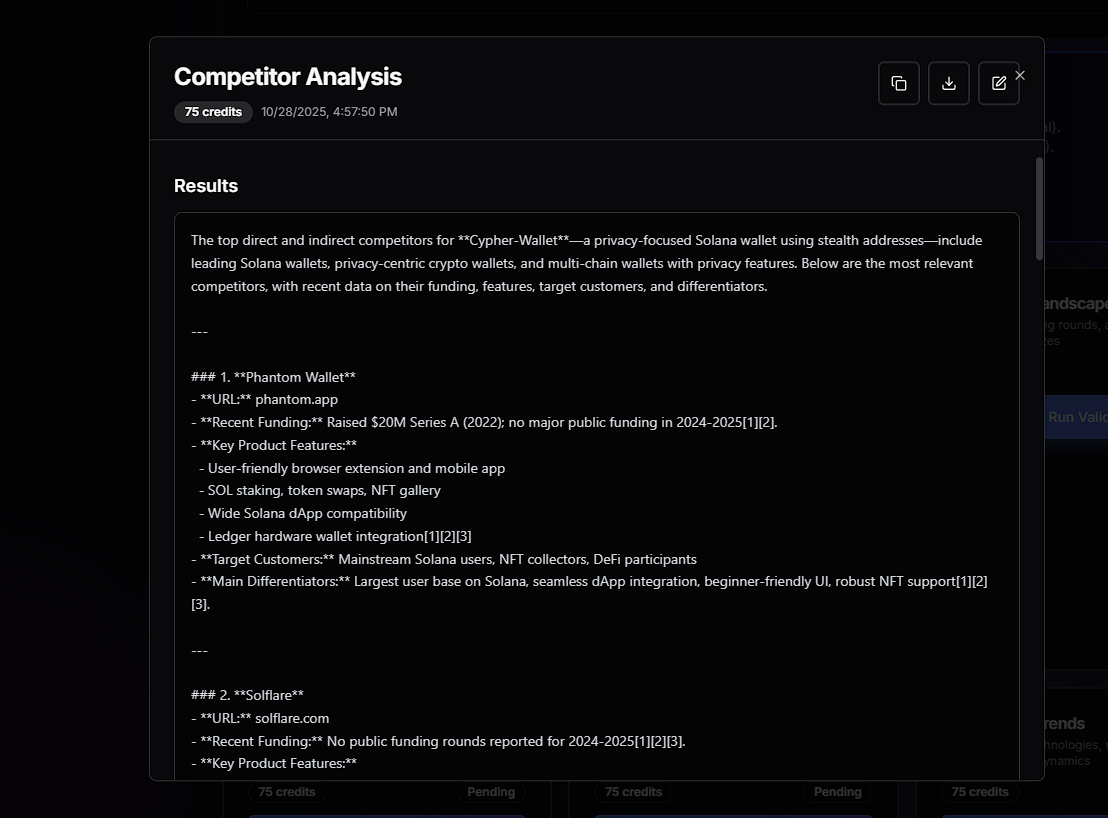 Competitor Analysis
75 credits 10/28/2025, 4:57:50 PM
Results
The top direct and indirect competitors for **Cypher-Wallet**—a privacy-focused Solana wallet using stealth addresses—include
leading Solana wallets, privacy-centric crypto wallets, and multi-chain wallets with privacy features. Below are the most relevant
competitors, with recent data on their funding, features, target customers, and differentiators.
---
### 1. **Phantom Wallet**
- **URL:** phantom.app
- **Recent Funding:** Raised $20M Series A (2022); no major public funding in 2024-2025[1][2].
- **Key Product Features:**
- User-friendly browser extension and mobile app
- SOL staking, token swaps, NFT gallery
- Wide Solana dApp compatibility
- Ledger hardware wallet integration[1][2][3]
- **Target Customers:** Mainstream Solana users, NFT collectors, DeFi participants
- **Main Differentiators:** Largest user base on Solana, seamless dApp integration, beginner-friendly UI, robust NFT support[1][2]
[3].
---
### 2. **Solflare**
- **URL:** solflare.com
- **Recent Funding:** No public funding rounds reported for 2024-2025[1][2][3].
- **Key Product Features:**
andscape
g rounds, a
tes
Run Valid
rends
hnologies,
ynamics
75 credits Pending 75 credits Pending 75 credits